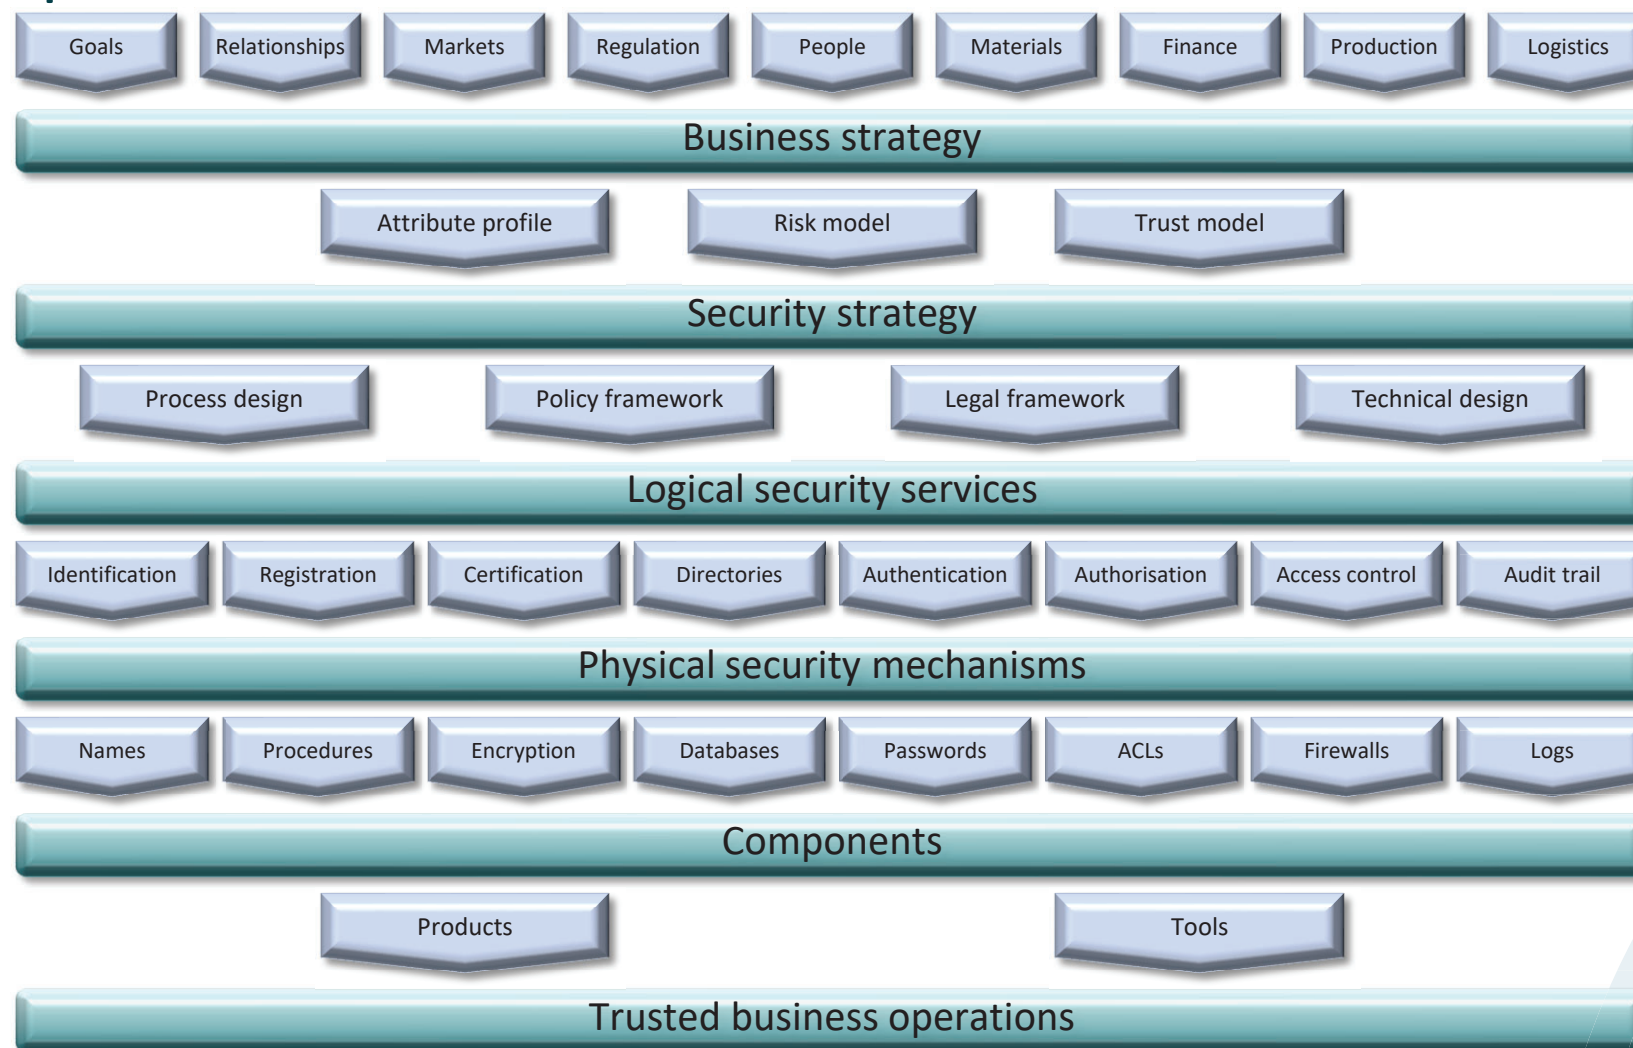 Goals
Relationships
Markets
Regulation
People
Materials
Finance
Production
Logistics
Business strategy
Attribute profile
Risk model
Trust model
Security strategy
Process design
Policy framework
Legal framework
Technical design
Logical security services
Identification
Registration
Certification
Directories
Authentication
Authorisation
Access control
Audit trail
Physical security mechanisms
Names
Procedures
Encryption
Databases
Passwords
ACLs
Firewalls
Logs
Components
Products
Tools
Trusted business operations